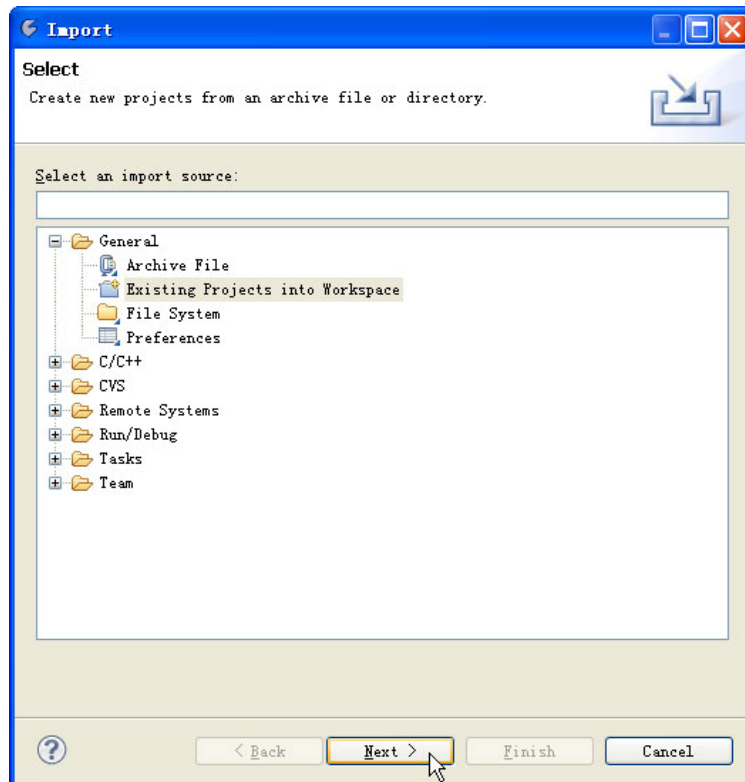 Import
Select
Create new projects from an archive file or directory.
Select an import source:
General
Archive File
Existing Projects into Workspace
File System
Preferences
C/C++
CVS
Remote Systems
Run/Debug
Tasks
Team
? < Back Next > Finish Cancel